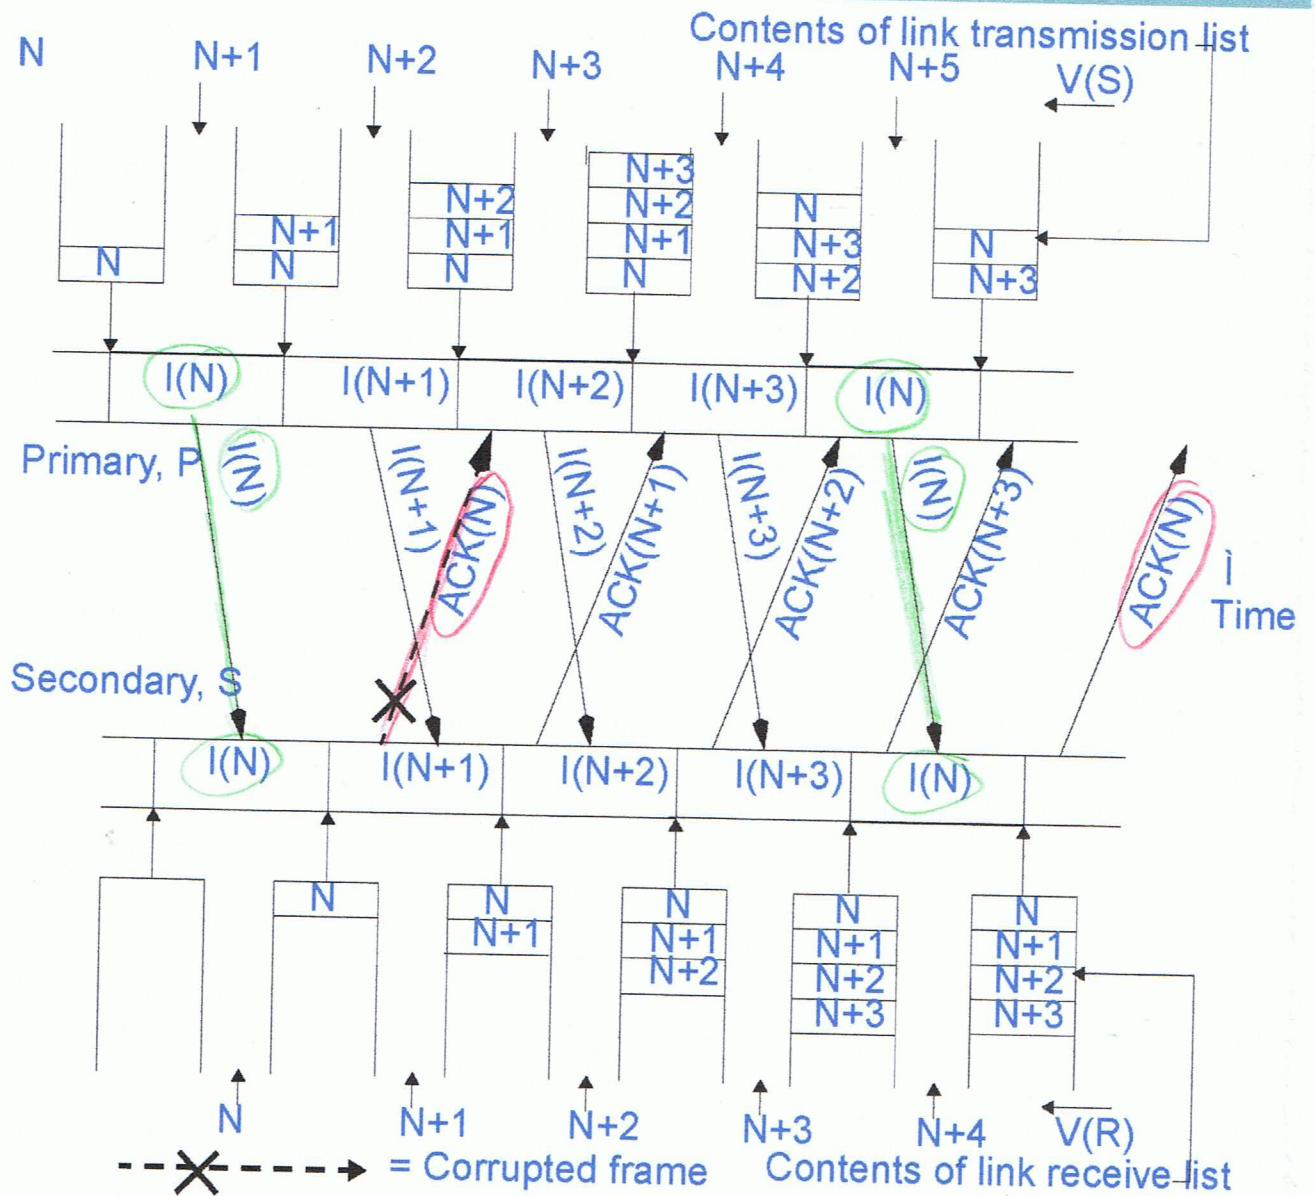 Contents of link transmission list
N
N+1
N+2
N+3
N+4
N+5
V(S)
N
N+1
N
N+2
N+1
N
N+3
N+2
N+1
N
N
N+3
N+2
N
N+3
I(N)
I(N+1)
I(N+2)
I(N+3)
I(N)
Primary, P
I(N)
I(N+1)
ACK(N)
I(N+2)
ACK(N+1)
I(N+3)
ACK(N+2)
I(N)
ACK(N+3)
ACK(N)
Ì
Time
Secondary, S
I(N)
I(N+1)
I(N+2)
I(N+3)
I(N)
N
N
N+1
N
N+1
N+2
N
N+1
N+2
N+3
N
N+1
N+2
N+3
N
N+1
N+2
N+3
N+4
V(R)
= Corrupted frame
Contents of link receive list